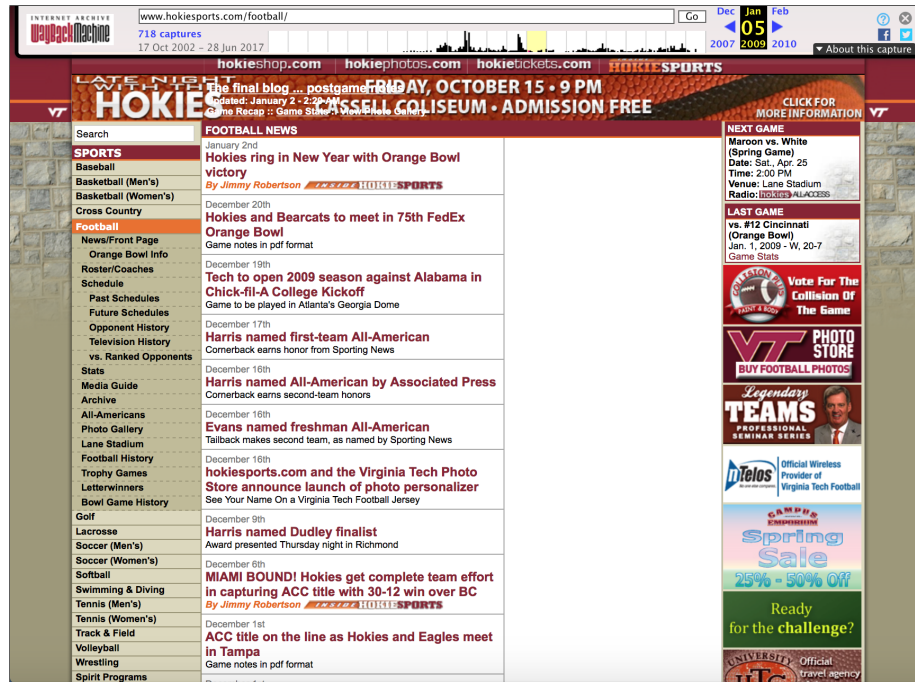 INTERNET ARCHIVE
WayBackMachine
www.hokiesports.com/football/
Go
718 captures
17 Oct 2002 – 28 Jun 2017
Dec Jan Feb
05
2007 2009 2010
About this capture
hokieshop.com hokiephotos.com hokietickets.com HOKIESPORTS
LATE NIGHT
WITH THE
HOKIES
FRIDAY, OCTOBER 15 • 9 PM
CASSELL COLISEUM • ADMISSION FREE
CLICK FOR
MORE INFORMATION
The final blog ... postgame notes
Updated: January 2 - 2:29 AM
Game Recap :: Game Stats :: View Photo Gallery
VT
VT
Search
SPORTS
Baseball
Basketball (Men's)
Basketball (Women's)
Cross Country
Football
News/Front Page
Orange Bowl Info
Roster/Coaches
Schedule
Past Schedules
Future Schedules
Opponent History
Television History
vs. Ranked Opponents
Stats
Media Guide
Archive
All-Americans
Photo Gallery
Lane Stadium
Football History
Trophy Games
Letterwinners
Bowl Game History
Golf
Lacrosse
Soccer (Men's)
Soccer (Women's)
Softball
Swimming & Diving
Tennis (Men's)
Tennis (Women's)
Track & Field
Volleyball
Wrestling
Spirit Programs
FOOTBALL NEWS
January 2nd
Hokies ring in New Year with Orange Bowl
victory
By Jimmy Robertson INSIDE HOKIESPORTS
December 20th
Hokies and Bearcats to meet in 75th FedEx
Orange Bowl
Game notes in pdf format
December 19th
Tech to open 2009 season against Alabama in
Chick-fil-A College Kickoff
Game to be played in Atlanta's Georgia Dome
December 17th
Harris named first-team All-American
Cornerback earns honor from Sporting News
December 16th
Harris named All-American by Associated Press
Cornerback earns second-team honors
December 16th
Evans named freshman All-American
Tailback makes second team, as named by Sporting News
December 16th
hokiesports.com and the Virginia Tech Photo
Store announce launch of photo personalizer
See Your Name On a Virginia Tech Football Jersey
December 9th
Harris named Dudley finalist
Award presented Thursday night in Richmond
December 6th
MIAMI BOUND! Hokies get complete team effort
in capturing ACC title with 30-12 win over BC
By Jimmy Robertson INSIDE HOKIESPORTS
December 1st
ACC title on the line as Hokies and Eagles meet
in Tampa
Game notes in pdf format
NEXT GAME
Maroon vs. White
(Spring Game)
Date: Sat., Apr. 25
Time: 2:00 PM
Venue: Lane Stadium
Radio: hokies ALL-ACCESS
LAST GAME
vs. #12 Cincinnati
(Orange Bowl)
Jan. 1, 2009 - W, 20-7
Game Stats
COLLISION PLUS
PAINT & BODY
Vote For The
Collision Of
The Game
VT PHOTO
STORE
BUY FOOTBALL PHOTOS
Legendary
TEAMS
PROFESSIONAL
SEMINAR SERIES
nTelos
Official Wireless
Provider of
Virginia Tech Football
CAMPUS
EMPORIUM
Spring
Sale
25% - 50% Off
Ready
for the challenge?
UNIVERSITY
UTC
Official
travel agency